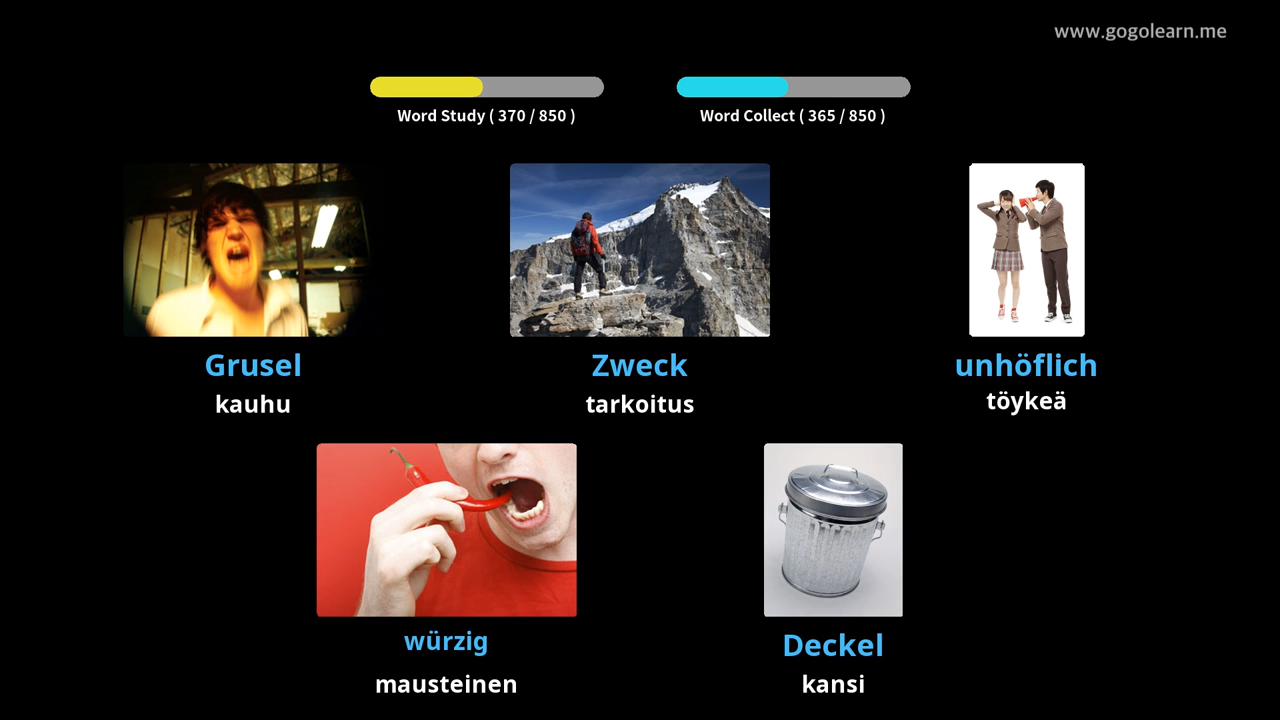 www.gogolearn.me
Word Study ( 370 / 850 )
Word Collect ( 365 / 850 )
Grusel
kauhu
Zweck
tarkoitus
unhöflich
töykeä
würzig
mausteinen
Deckel
kansi